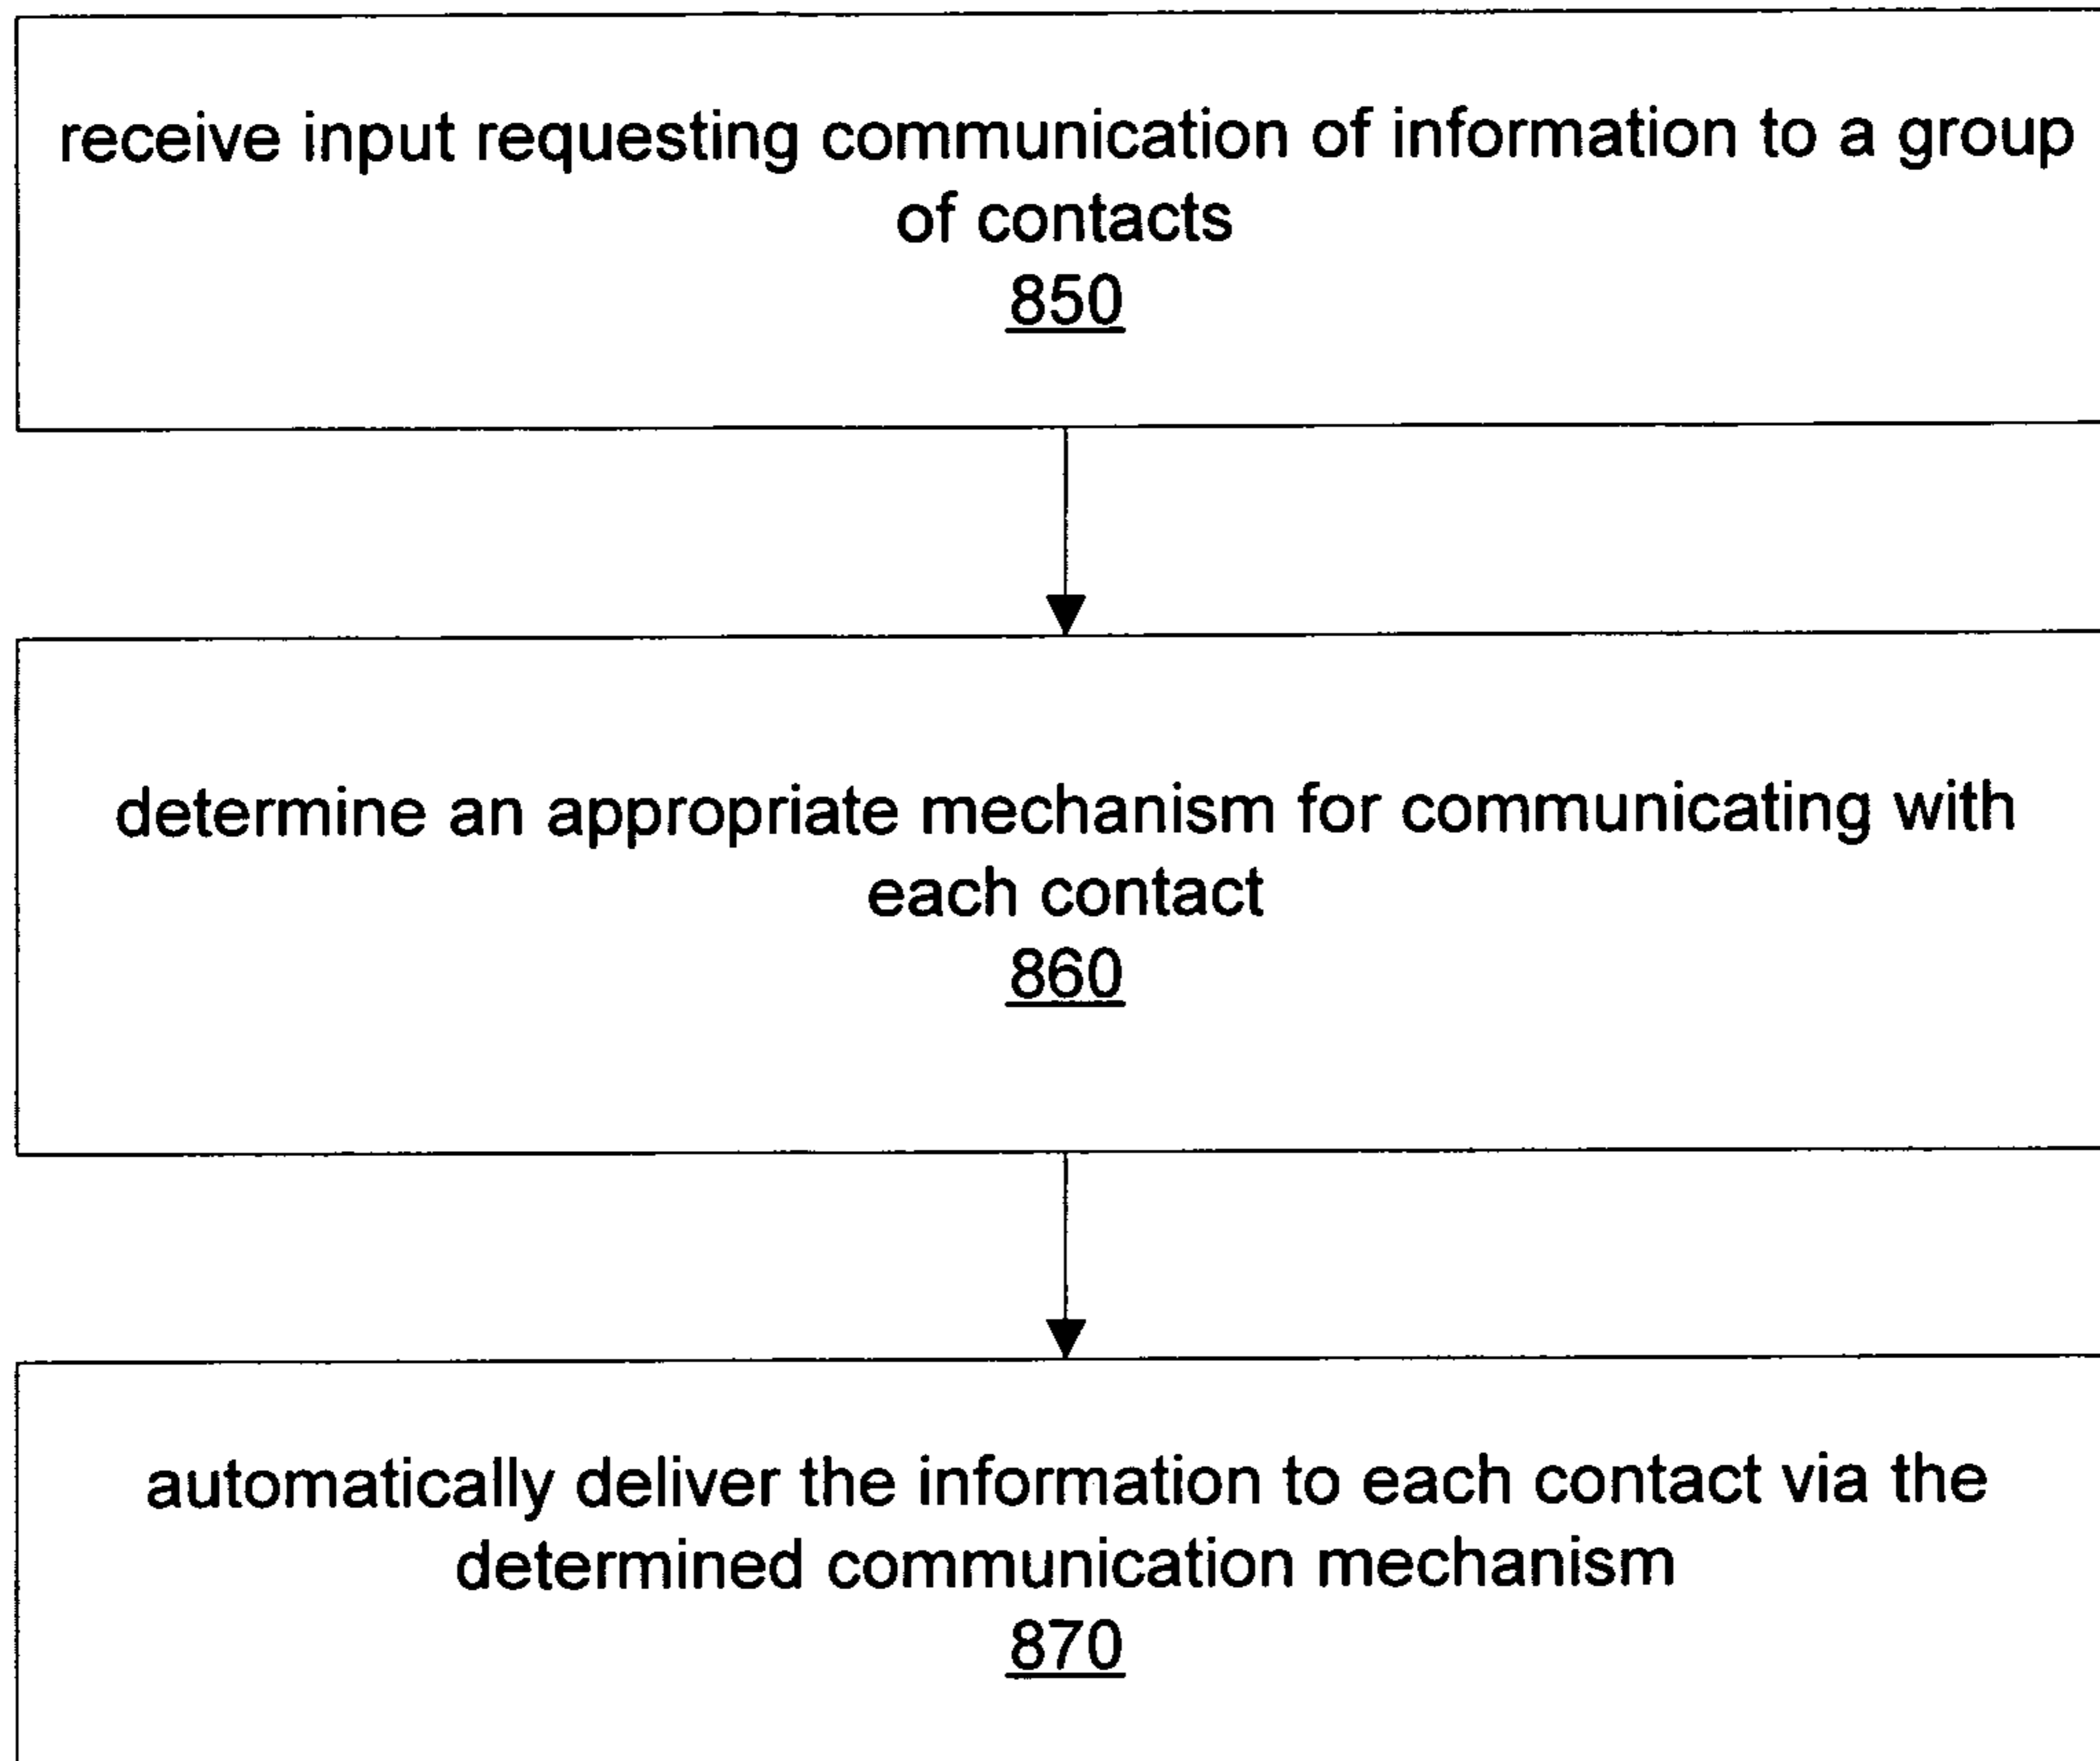 receive input requesting communication of information to a group
of contacts
850
determine an appropriate mechanism for communicating with
each contact
860
automatically deliver the information to each contact via the
determined communication mechanism
870